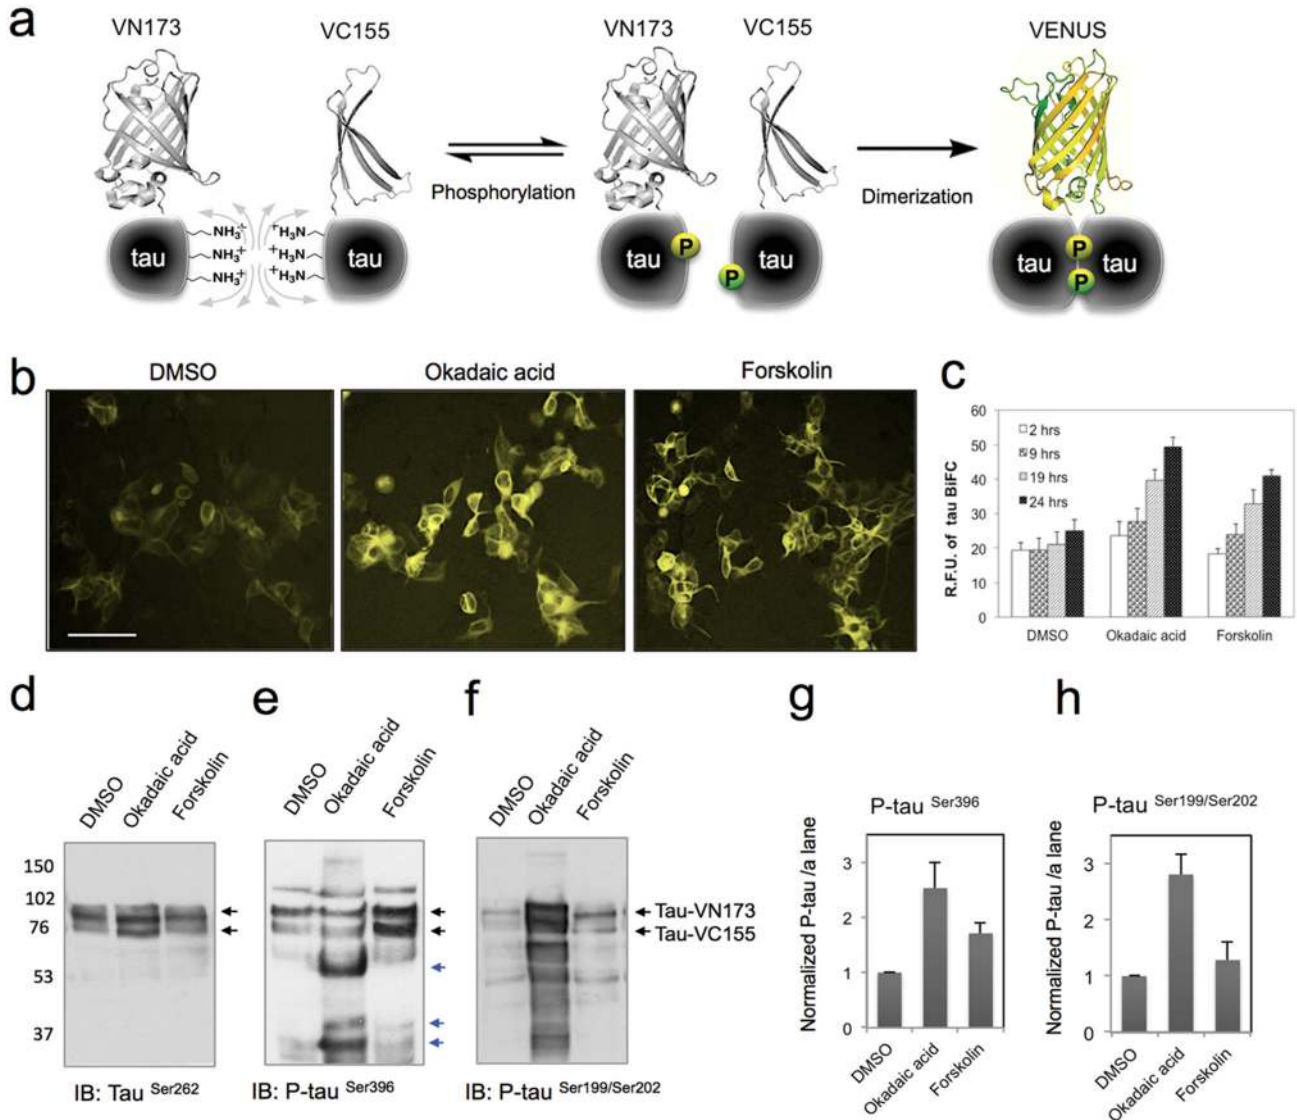 a
VN173
VC155
VN173
VC155
VENUS
NH3+
NH3+
NH3+
+H3N
+H3N
+H3N
tau
tau
Phosphorylation
P
P
tau
tau
Dimerization
P
P
tau
tau
b
DMSO
Okadaic acid
Forskolin
c
R.F.U. of tau BiFC
60
50
40
30
20
10
0
2 hrs
9 hrs
19 hrs
24 hrs
DMSO
Okadaic acid
Forskolin
d
DMSO
Okadaic acid
Forskolin
150
102
76
53
37
IB: Tau Ser262
e
DMSO
Okadaic acid
Forskolin
IB: P-tau Ser396
f
DMSO
Okadaic acid
Forskolin
Tau-VN173
Tau-VC155
IB: P-tau Ser199/Ser202
g
P-tau Ser396
Normalized P-tau /a lane
3
2
1
0
DMSO
Okadaic acid
Forskolin
h
P-tau Ser199/Ser202
Normalized P-tau /a lane
3
2
1
0
DMSO
Okadaic acid
Forskolin